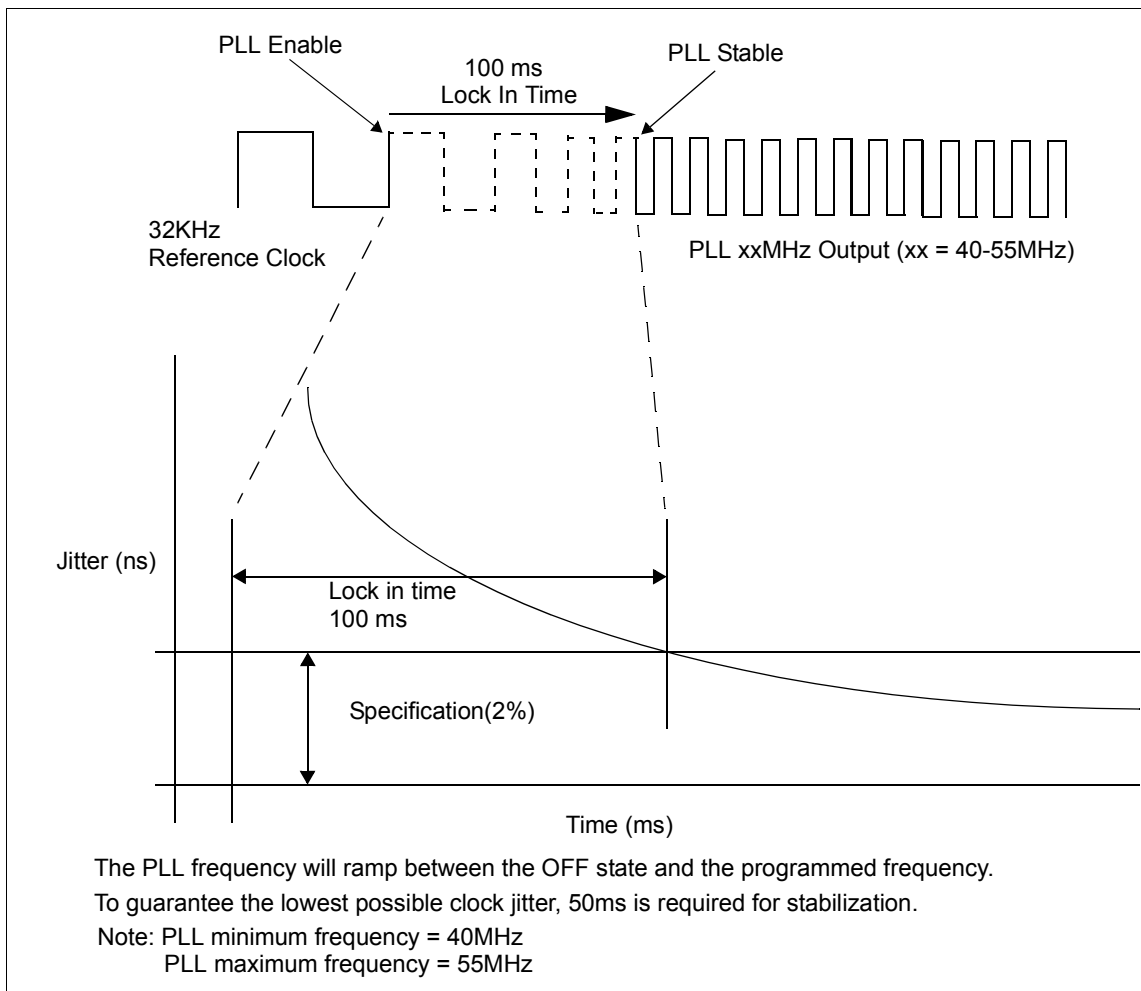 PLL Enable
100 ms
Lock In Time
PLL Stable
32KHz
Reference Clock
PLL xxMHz Output (xx = 40-55MHz)
Jitter (ns)
Lock in time
100 ms
Specification(2%)
Time (ms)
The PLL frequency will ramp between the OFF state and the programmed frequency.
To guarantee the lowest possible clock jitter, 50ms is required for stabilization.
Note: PLL minimum frequency = 40MHz
PLL maximum frequency = 55MHz